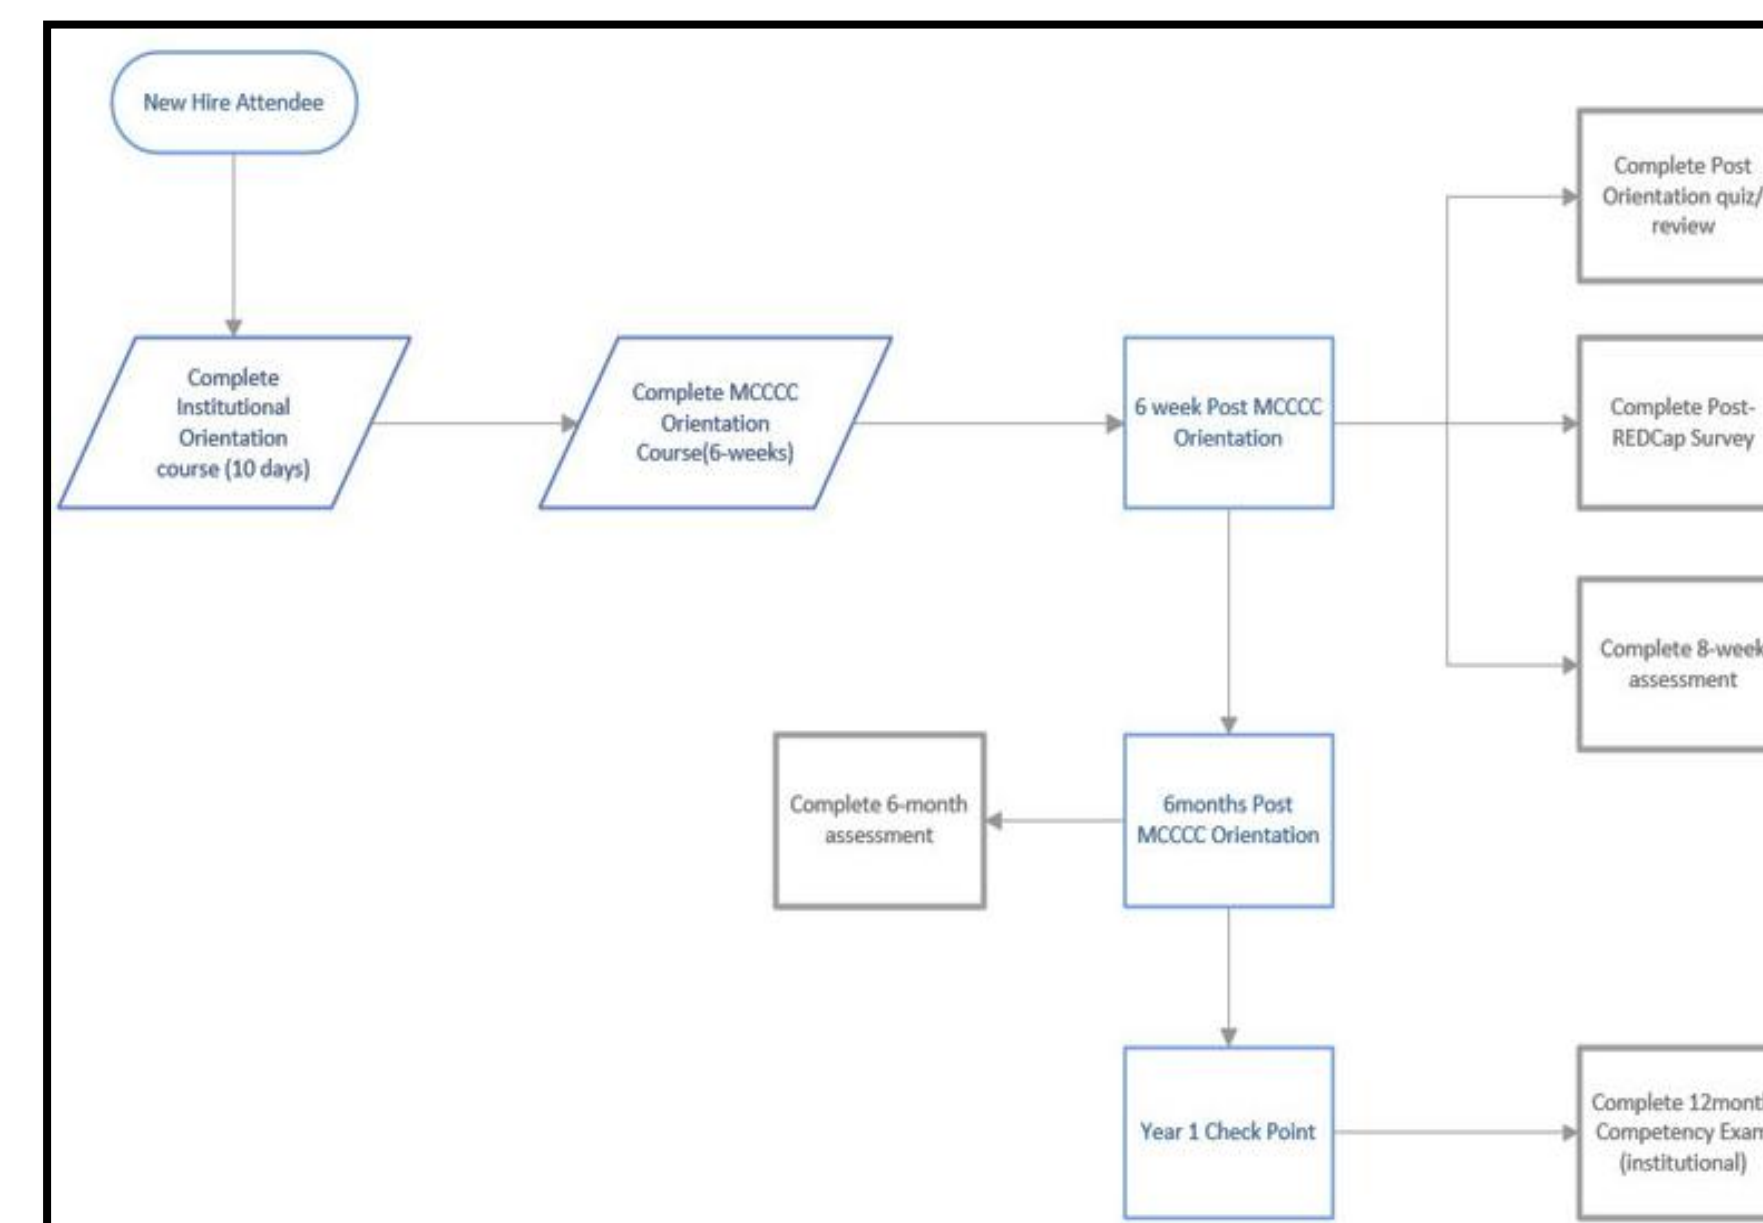 New Hire Attendee
Complete
Institutional
Orientation
course (10 days)
Complete MCCCC
Orientation
Course(6-weeks)
6 week Post MCCCC
Orientation
Complete Post
Orientation quiz/
review
Complete Post-
REDCap Survey
Complete 8-week
assessment
6months Post
MCCCC Orientation
Complete 6-month
assessment
Year 1 Check Point
Complete 12month
Competency Exam
(institutional)